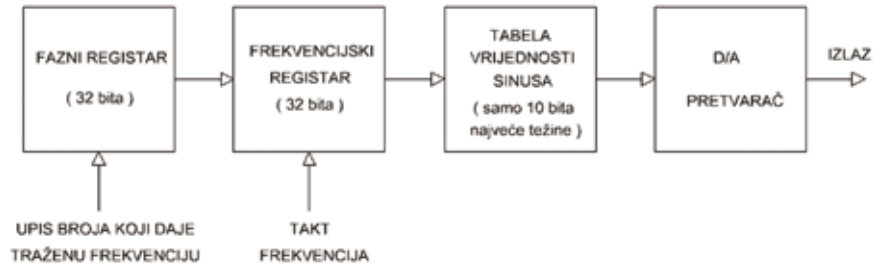 FAZNI REGISTAR
( 32 bita )
FREKVENCIJSKI
REGISTAR
( 32 bita )
TABELA
VRIJEDNOSTI
SINUSA
( samo 10 bita
najveće težine )
D/A
PRETVARAČ
IZLAZ
UPIS BROJA KOJI DAJE
TRAŽENU FREKVENCIJU
TAKT
FREKVENCIJA